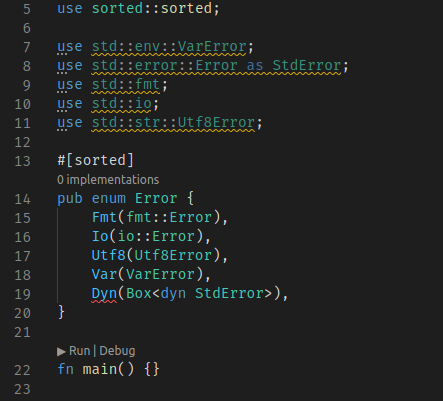 5 use sorted::sorted;
6
7 use std::env::VarError;
8 use std::error::Error as StdError;
9 use std::fmt;
10 use std::io;
11 use std::str::Utf8Error;
12
13 #[sorted]
0 implementations
14 pub enum Error {
15     Fmt(fmt::Error),
16     Io(io::Error),
17     Utf8(Utf8Error),
18     Var(VarError),
19     Dyn(Box<dyn StdError>),
20 }
21
▶ Run | Debug
22 fn main() {}
23